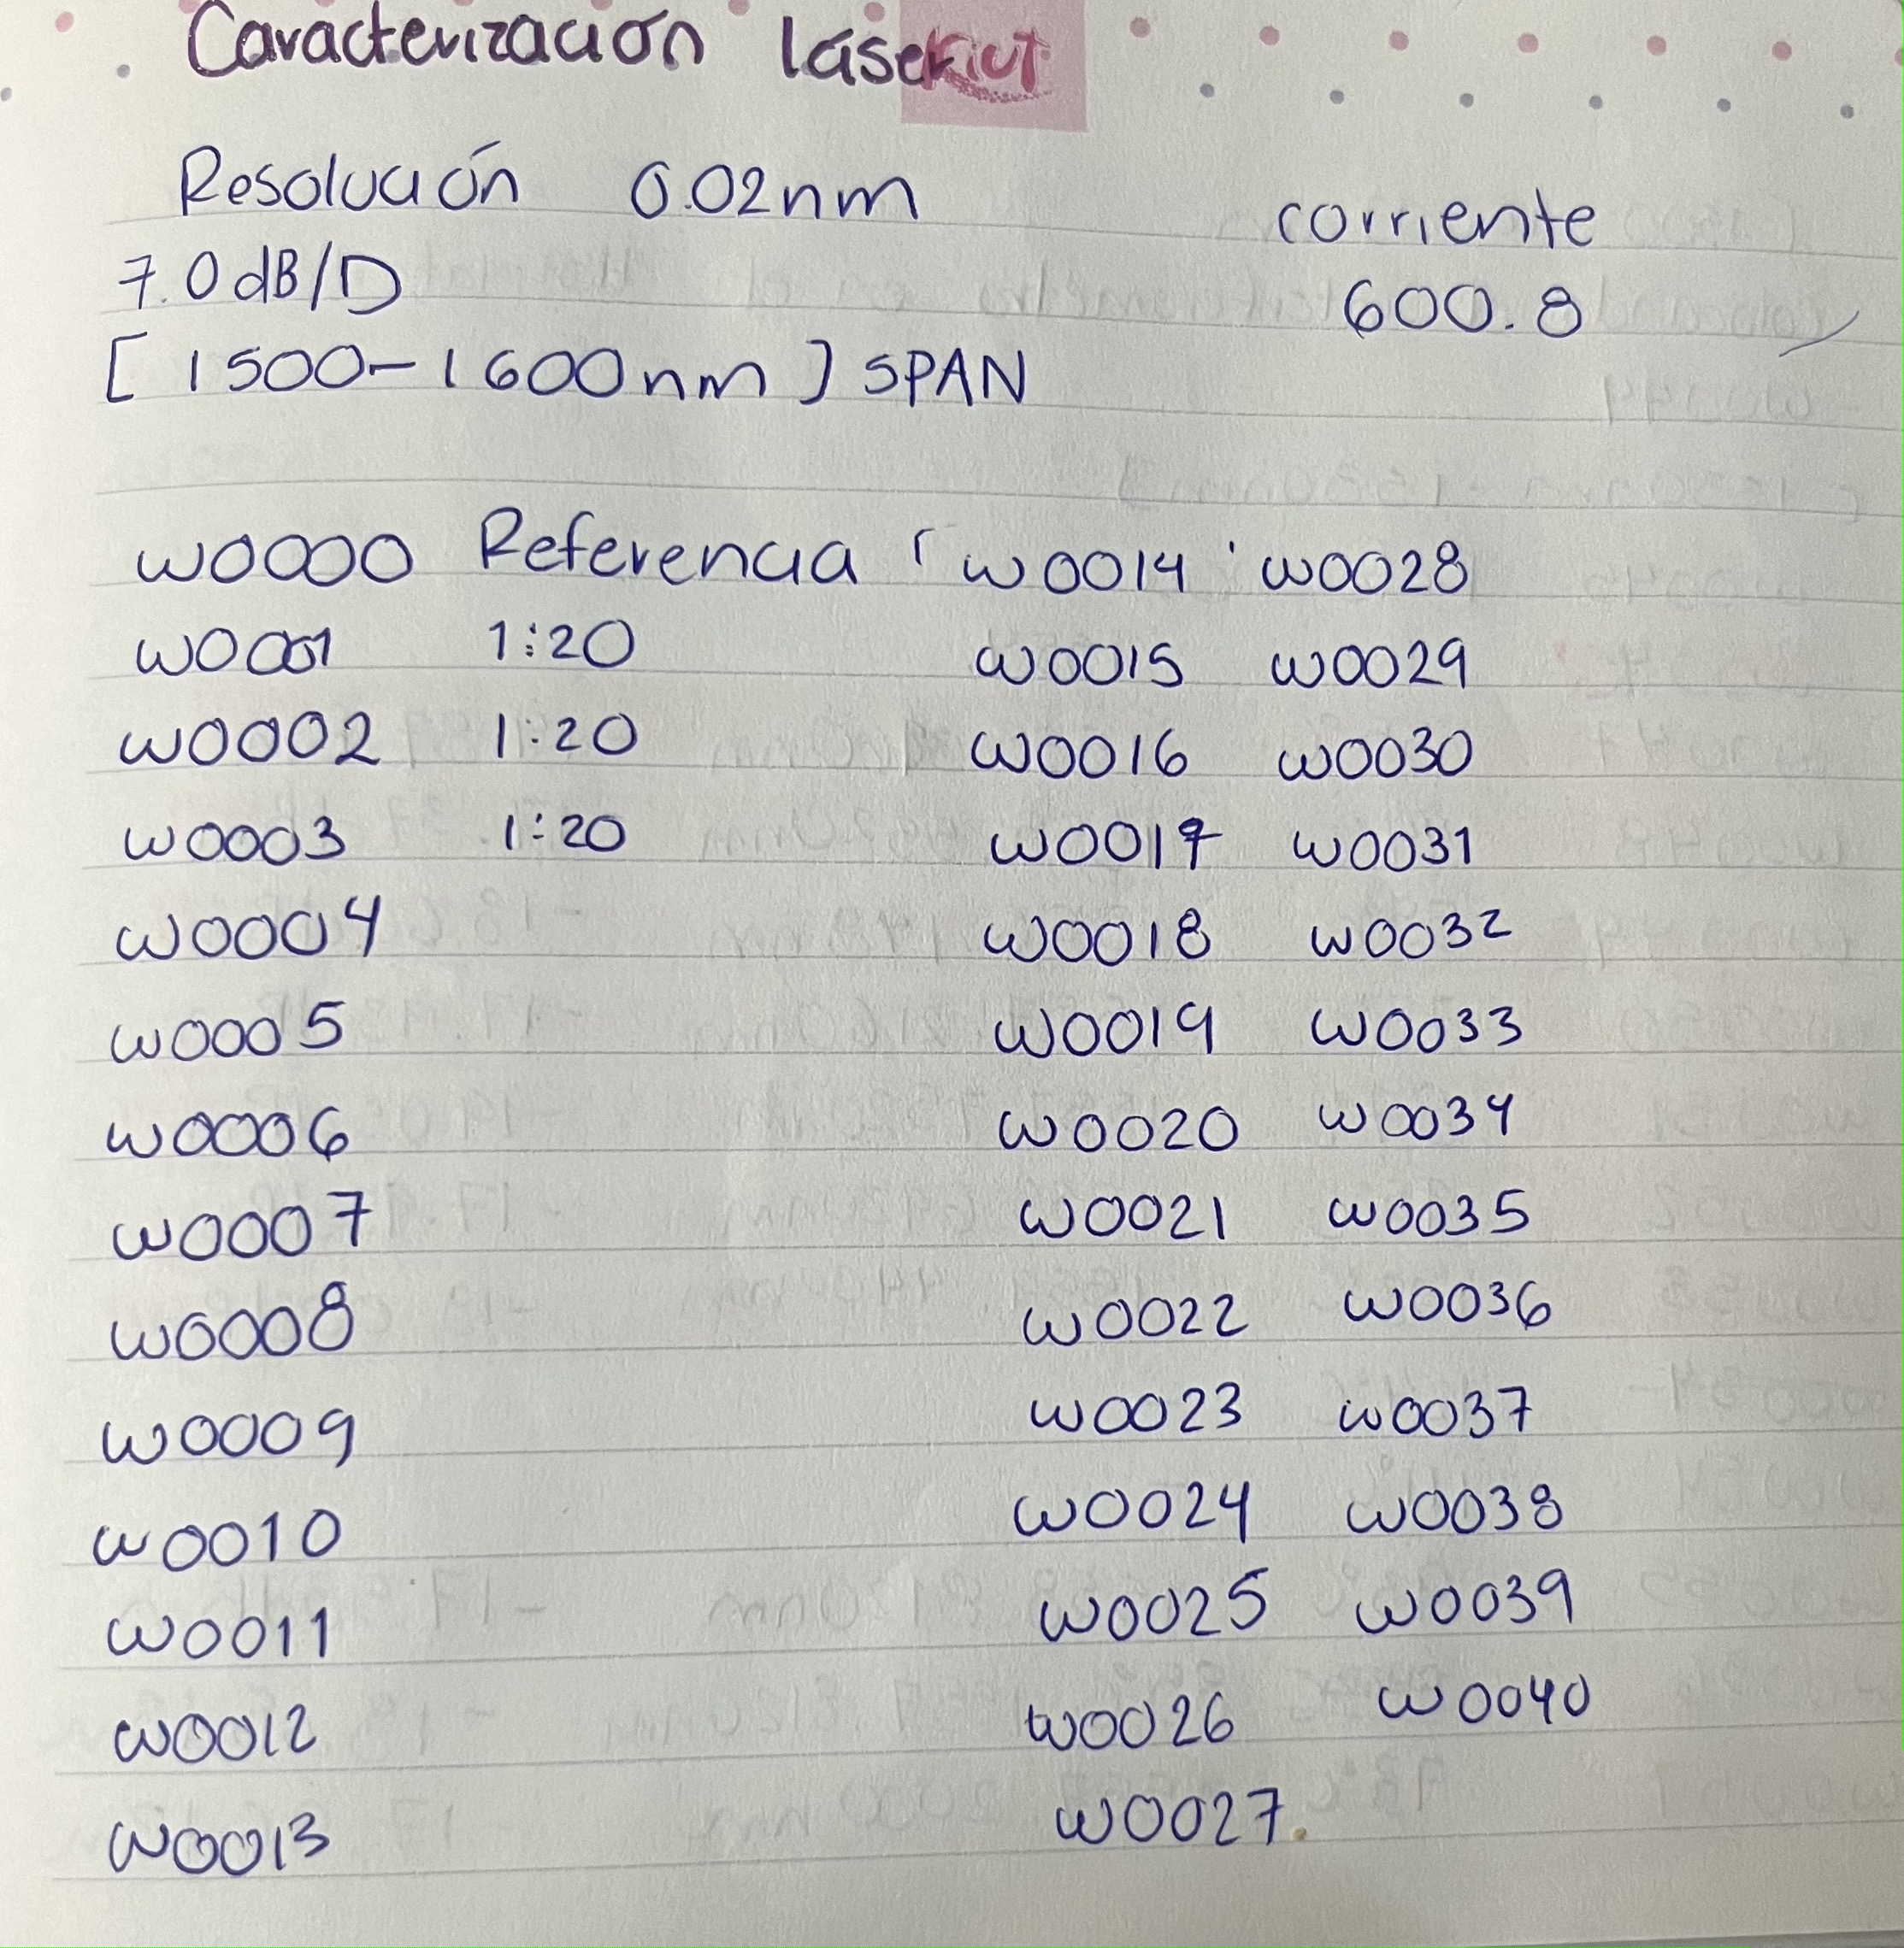 Caracterización láser
Resolución 0.02nm
corriente
7.0dB/D
600.8
[1500-1600nm] SPAN
W0000 Referencia W0014 W0028
W0001 1:20 W0015 W0029
W0002 1:20 W0016 W0030
W0003 1:20 W0017 W0031
W0004 W0018 W0032
W0005 W0019 W0033
W0006 W0020 W0034
W0007 W0021 W0035
W0008 W0022 W0036
W0009 W0023 W0037
W0010 W0024 W0038
W0011 W0025 W0039
W0012 W0026 W0040
W0013 W0027.